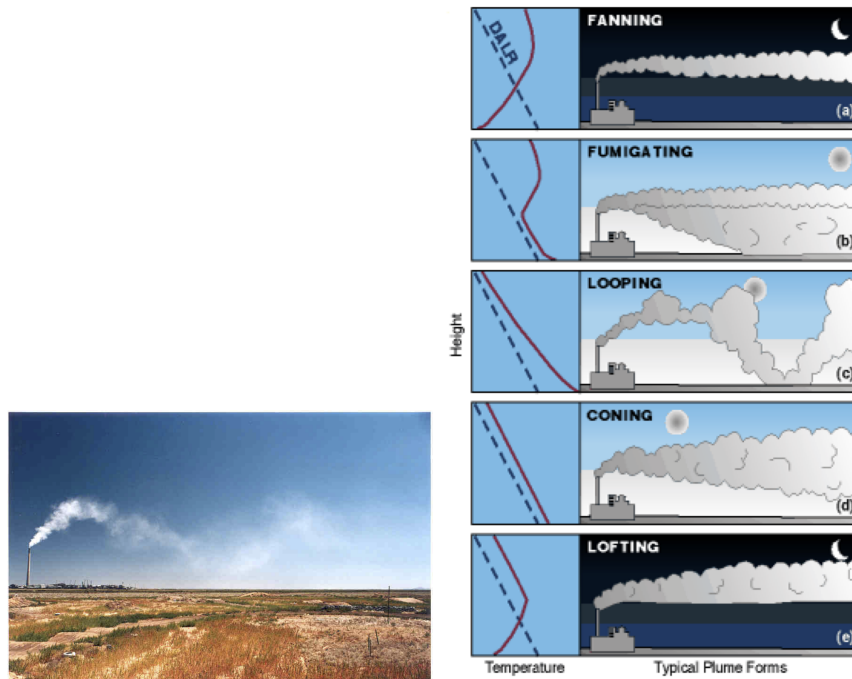 FANNING
DALR
(a)
FUMIGATING
(b)
LOOPING
(c)
Height
CONING
(d)
LOFTING
(e)
Temperature
Typical Plume Forms